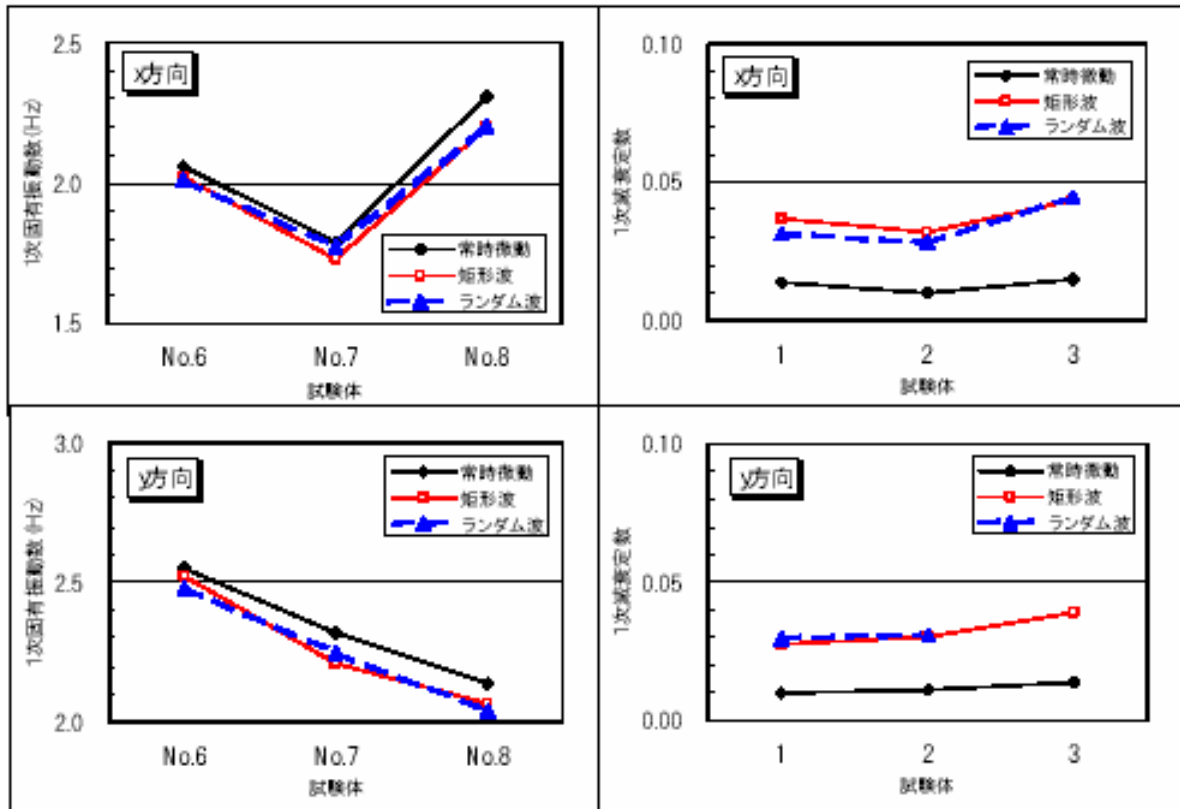 2.5
2.0
1.5
x方向
1次固有振動数(Hz)
常時微動
矩形波
ランダム波
No.6
No.7
No.8
試験体
0.10
0.05
0.00
x方向
1次減衰定数
常時微動
矩形波
ランダム波
1
2
3
試験体
3.0
2.5
2.0
y方向
1次固有振動数(Hz)
常時微動
矩形波
ランダム波
No.6
No.7
No.8
試験体
0.10
0.05
0.00
y方向
1次減衰定数
常時微動
矩形波
ランダム波
1
2
3
試験体